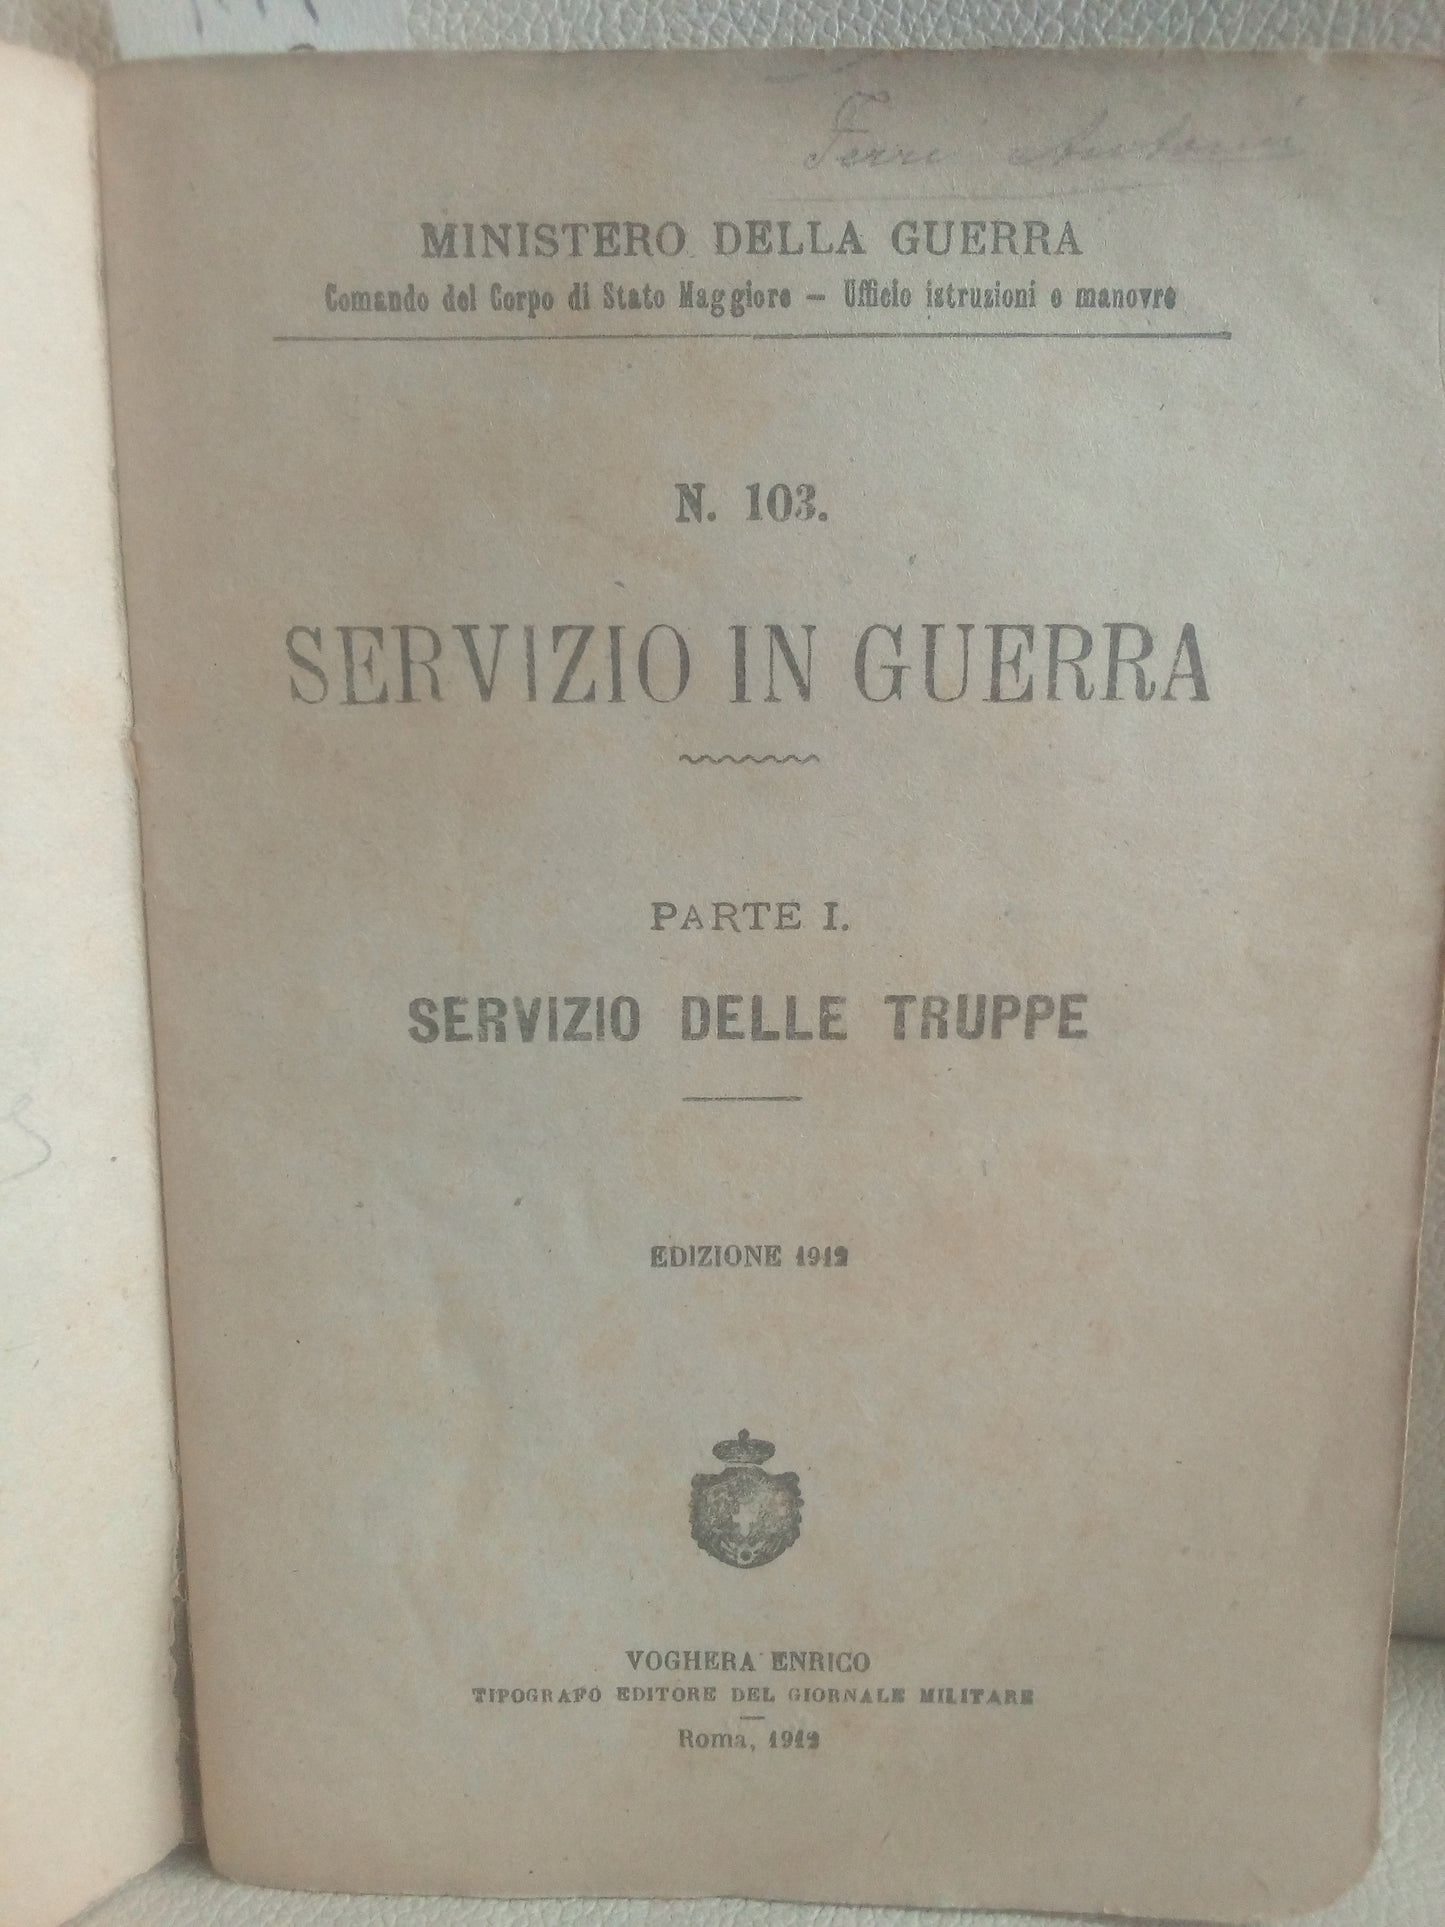 Ferri
MINISTERO DELLA GUERRA
Comando del Corpo di Stato Maggiore — Ufficio istruzioni e manovre
N. 103.
SERVIZIO IN GUERRA
PARTE I.
SERVIZIO DELLE TRUPPE
EDIZIONE 1912
VOGHERA ENRICO
TIPOGRAFO EDITORE DEL GIORNALE MILITARE
Roma, 1912